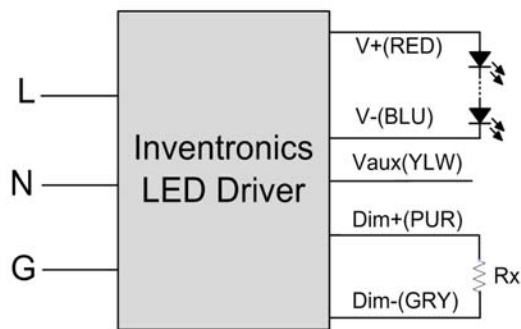 L
N
G
Inventronics
LED Driver
V+(RED)
V-(BLU)
Vaux(YLW)
Dim+(PUR)
Rx
Dim-(GRY)